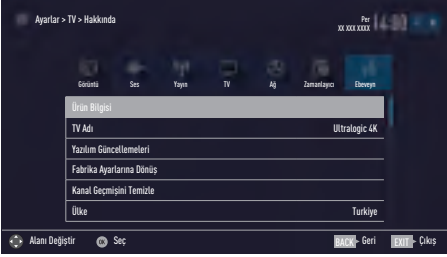 Ayarlar > TV > Hakkında
Per
XX XXX XXXX
Görüntü Ses Yayın TV Ağ Zamanlayıcı Ebeveyn
Ürün Bilgisi
TV Adı Ultralogic 4K
Yazılım Güncellemeleri
Fabrika Ayarlarına Dönüş
Kanal Geçmişini Temizle
Ülke Turkiye
Alanı Değiştir OK Seç BACK Geri EXIT Çıkış